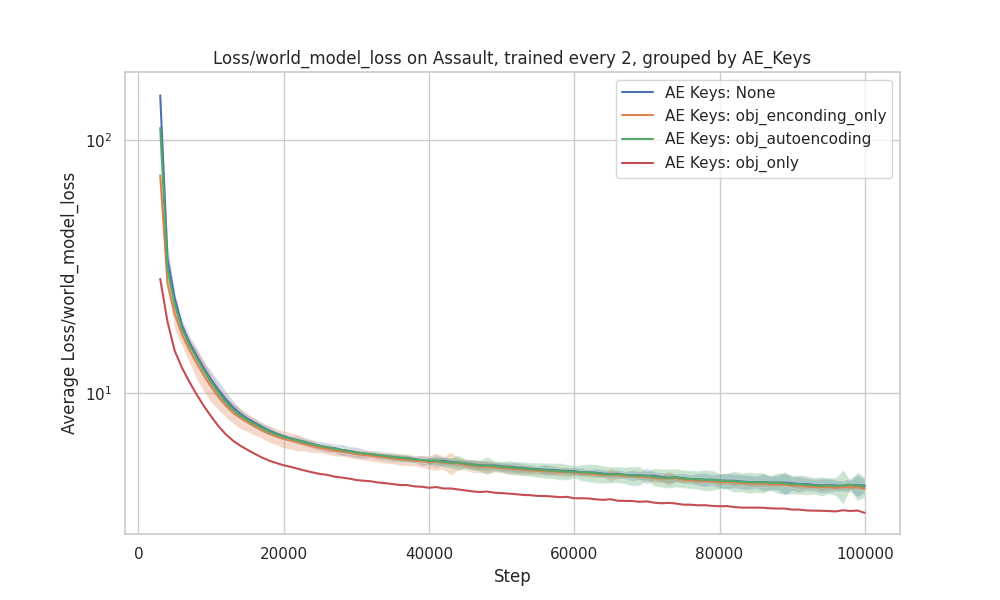 Loss/world_model_loss on Assault, trained every 2, grouped by AE_Keys
AE Keys: None
AE Keys: obj_enconding_only
AE Keys: obj_autoencoding
AE Keys: obj_only
10²
10¹
Average Loss/world_model_loss
0 20000 40000 60000 80000 100000
Step